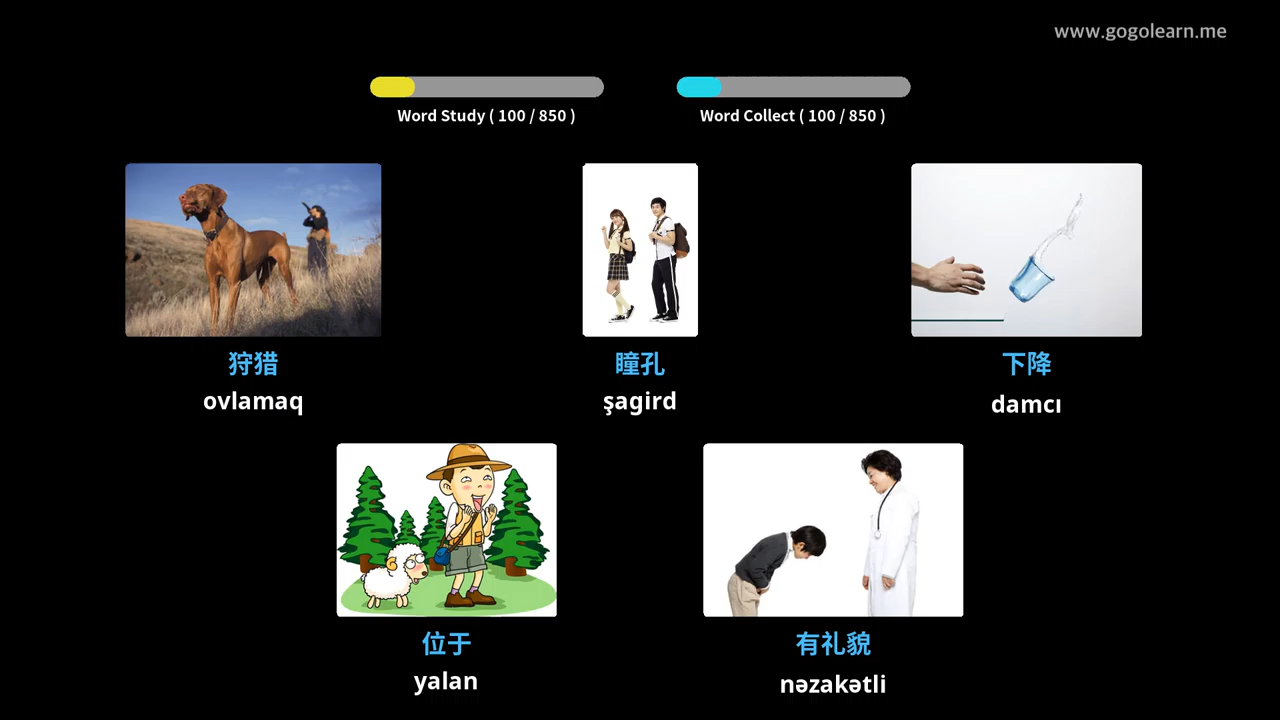 www.gogolearn.me
Word Study ( 100 / 850 )
Word Collect ( 100 / 850 )
狩猎
ovlamaq
瞳孔
şagird
下降
damcı
位于
yalan
有礼貌
nəzakətli